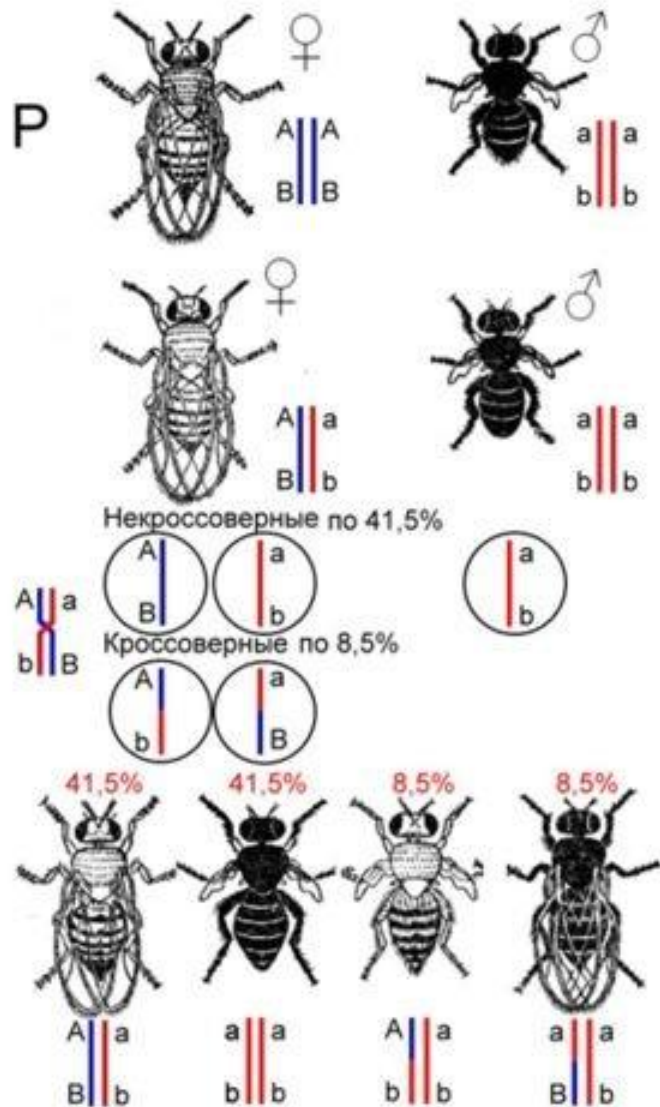 ♀ ♂
P A A a a
B B b b
♀ ♂
A a a a
B b b b
Некроссоверные по 41,5%
A a a
B b b
A a
b B
Кроссоверные по 8,5%
A a
b B
41,5% 41,5% 8,5% 8,5%
A a a a A a a a
B b b b b b B b